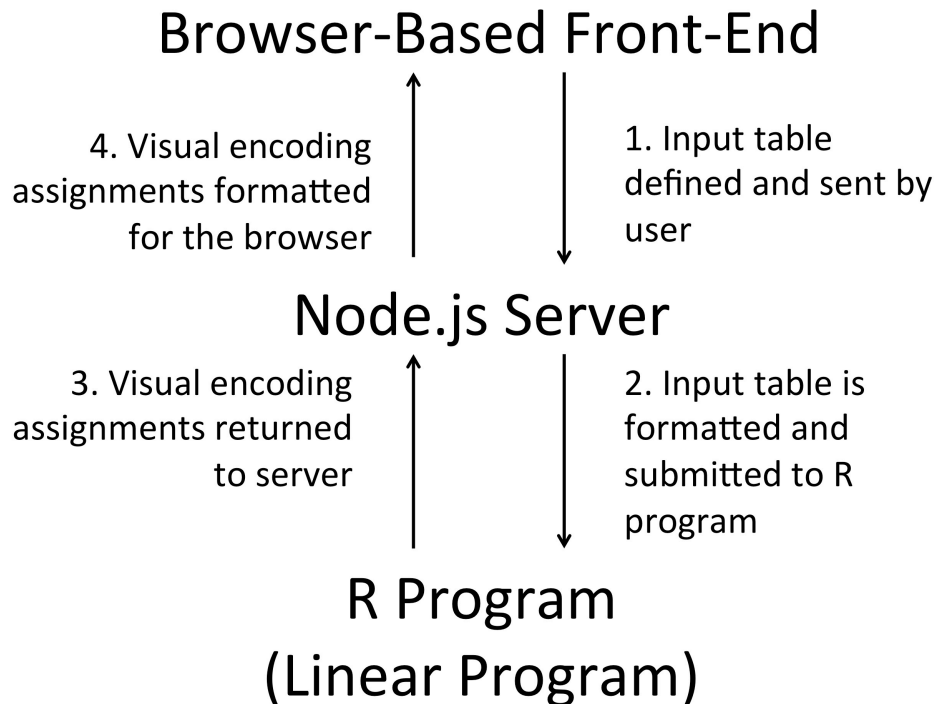 Browser-Based Front-End
4. Visual encoding
assignments formatted
for the browser
1. Input table
defined and sent by
user
Node.js Server
3. Visual encoding
assignments returned
to server
2. Input table is
formatted and
submitted to R
program
R Program
(Linear Program)